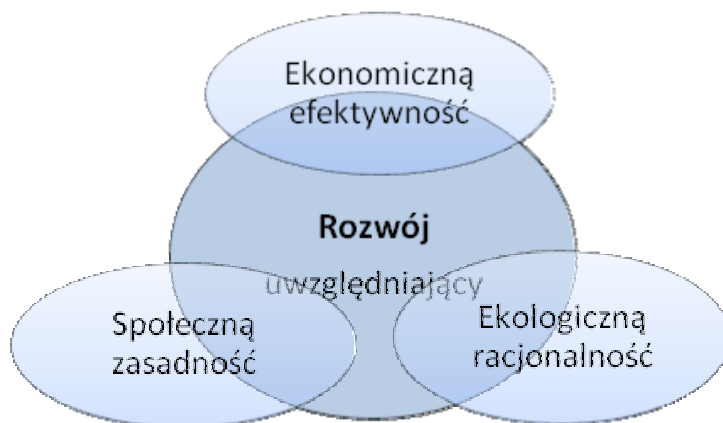 Ekonomiczną
efektywność
Rozwój
uwzględniający
Społeczną
zasadność
Ekologiczną
racjonalność